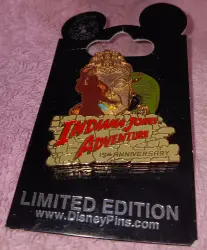 INDIANA JONES
ADVENTURE
15TH ANNIVERSARY
LIMITED EDITION
www.DisneyPins.com